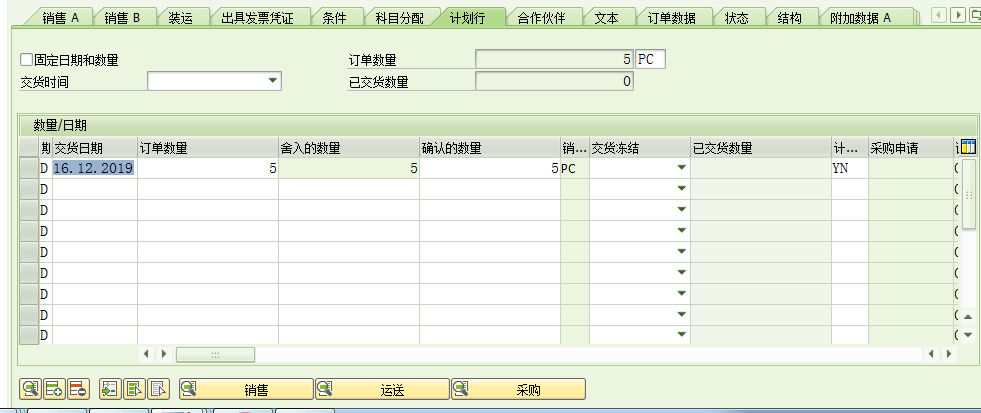 销售 A 销售 B 装运 出具发票凭证 条件 科目分配 计划行 合作伙伴 文本 订单数据 状态 结构 附加数据 A
固定日期和数量 订单数量 5 PC
交货时间 已交货数量 0
数量/日期
期 交货日期 订单数量 舍入的数量 确认的数量 销... 交货冻结 已交货数量 计... 采购申请
D 16.12.2019 5 5 5 PC YN
D
D
D
D
D
D
D
D
销售 运送 采购